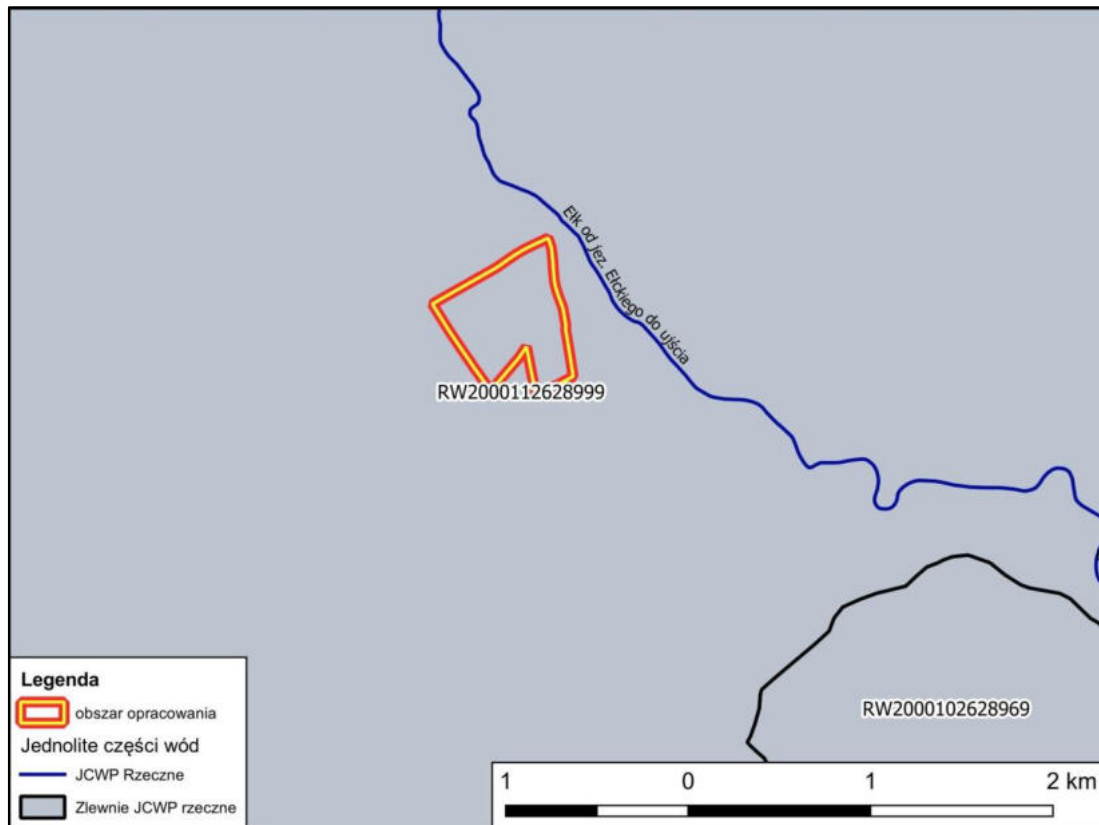 Ełk od jez. Ełckiego do ujścia
RW2000112628999
RW2000102628969
Legenda
obszar opracowania
Jednolite części wód
JCWP Rzeczne
Zlewnie JCWP rzeczne
1 0 1 2 km